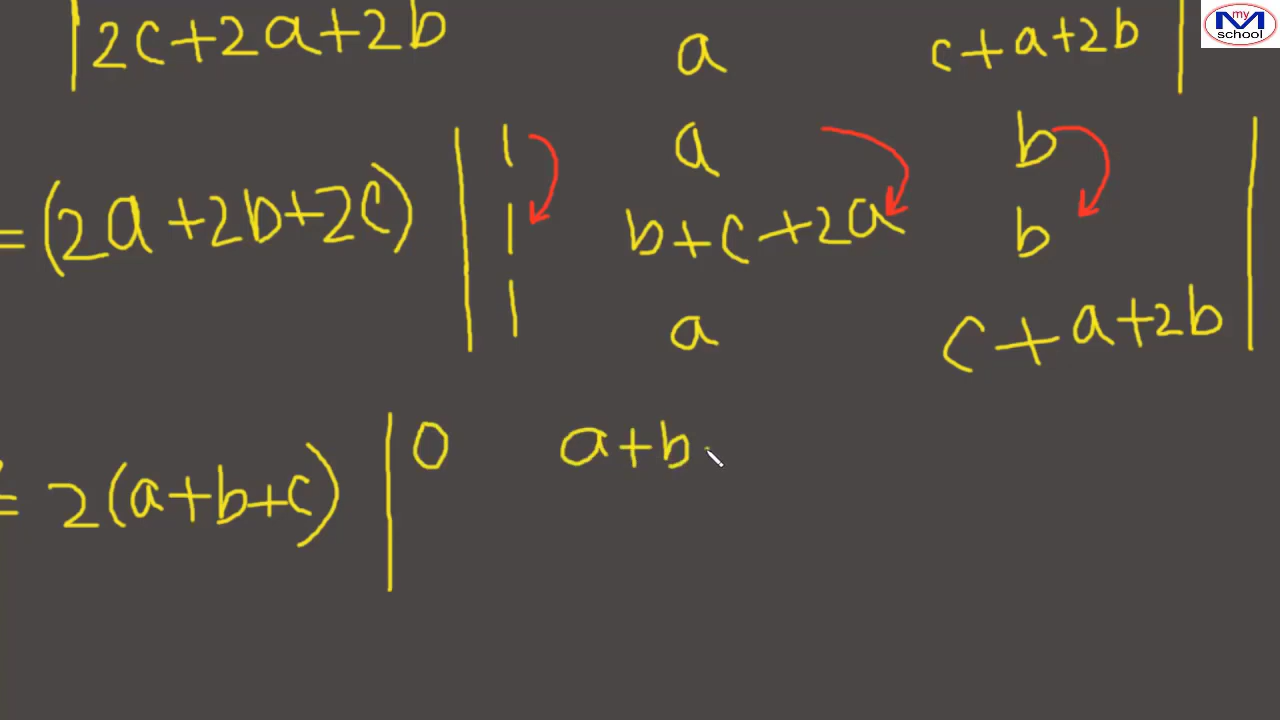 my
M
school
|2c+2a+2b a c+a+2b|
| 1 a b |
= (2a+2b+2c) | 1 b+c+2a b |
| 1 a c+a+2b |
| 0 a+b
= 2(a+b+c) |